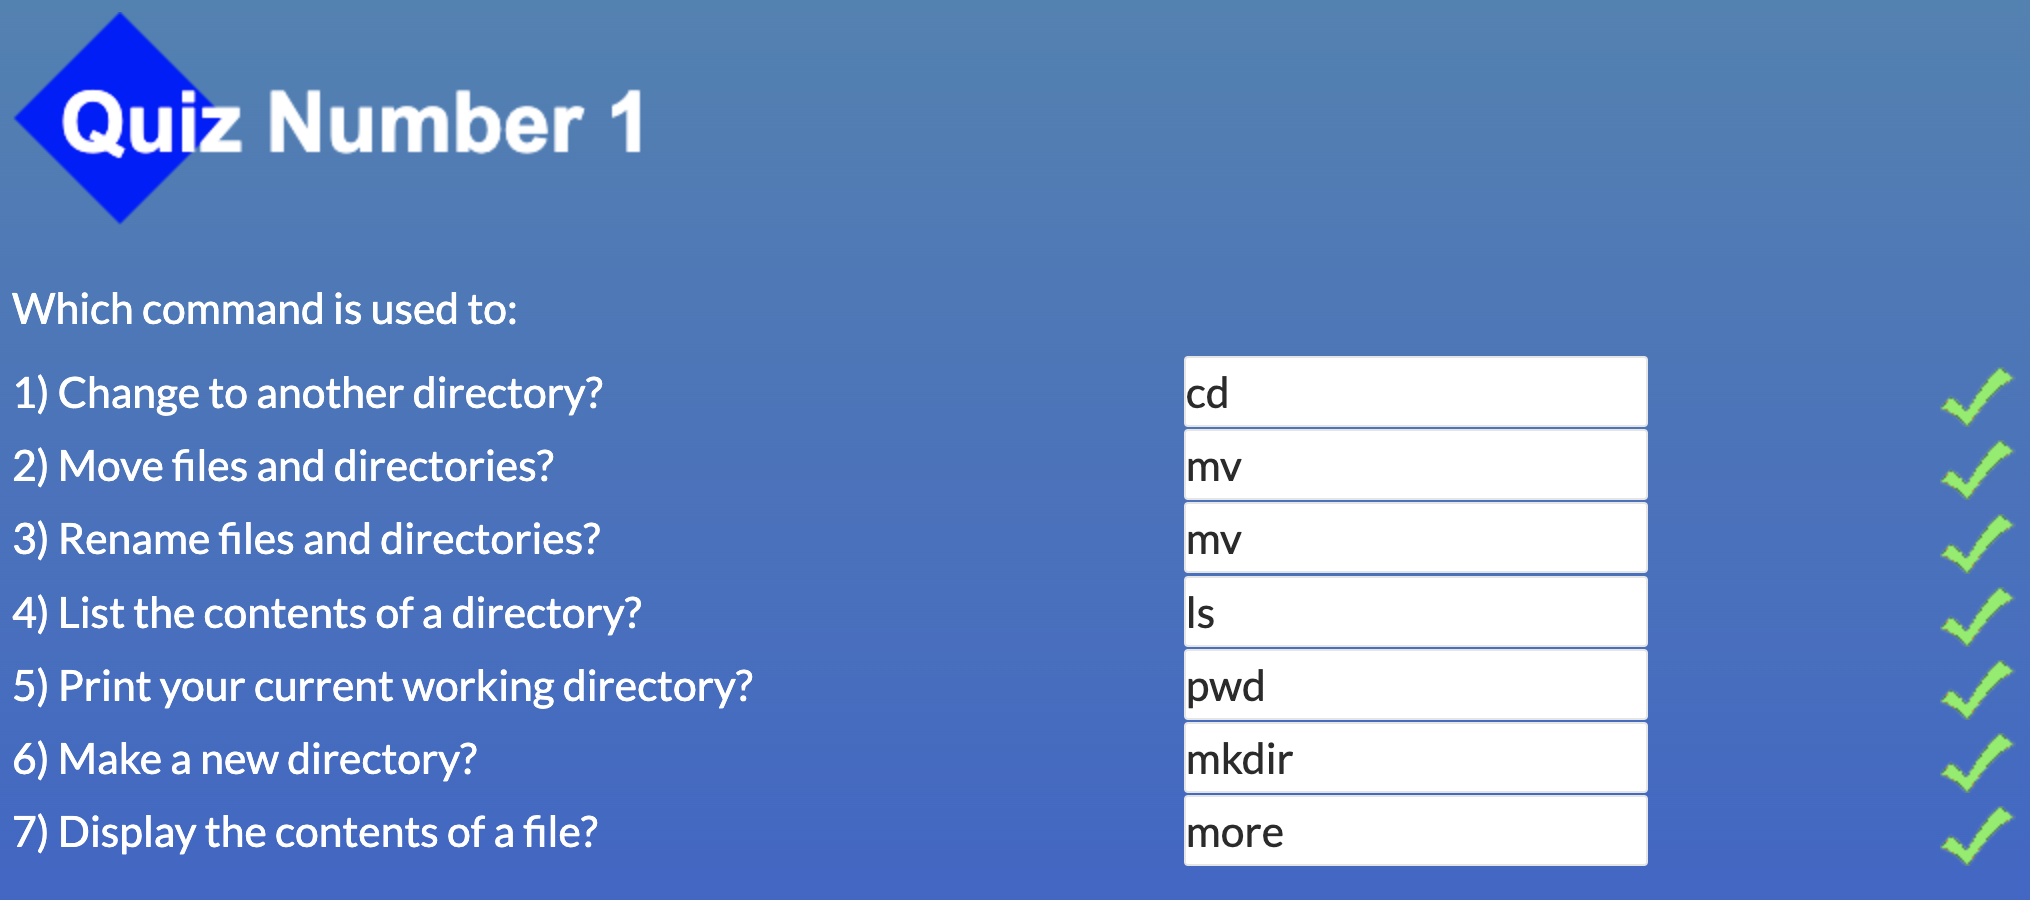 Quiz Number 1
Which command is used to:
1) Change to another directory? cd
2) Move files and directories? mv
3) Rename files and directories? mv
4) List the contents of a directory? ls
5) Print your current working directory? pwd
6) Make a new directory? mkdir
7) Display the contents of a file? more